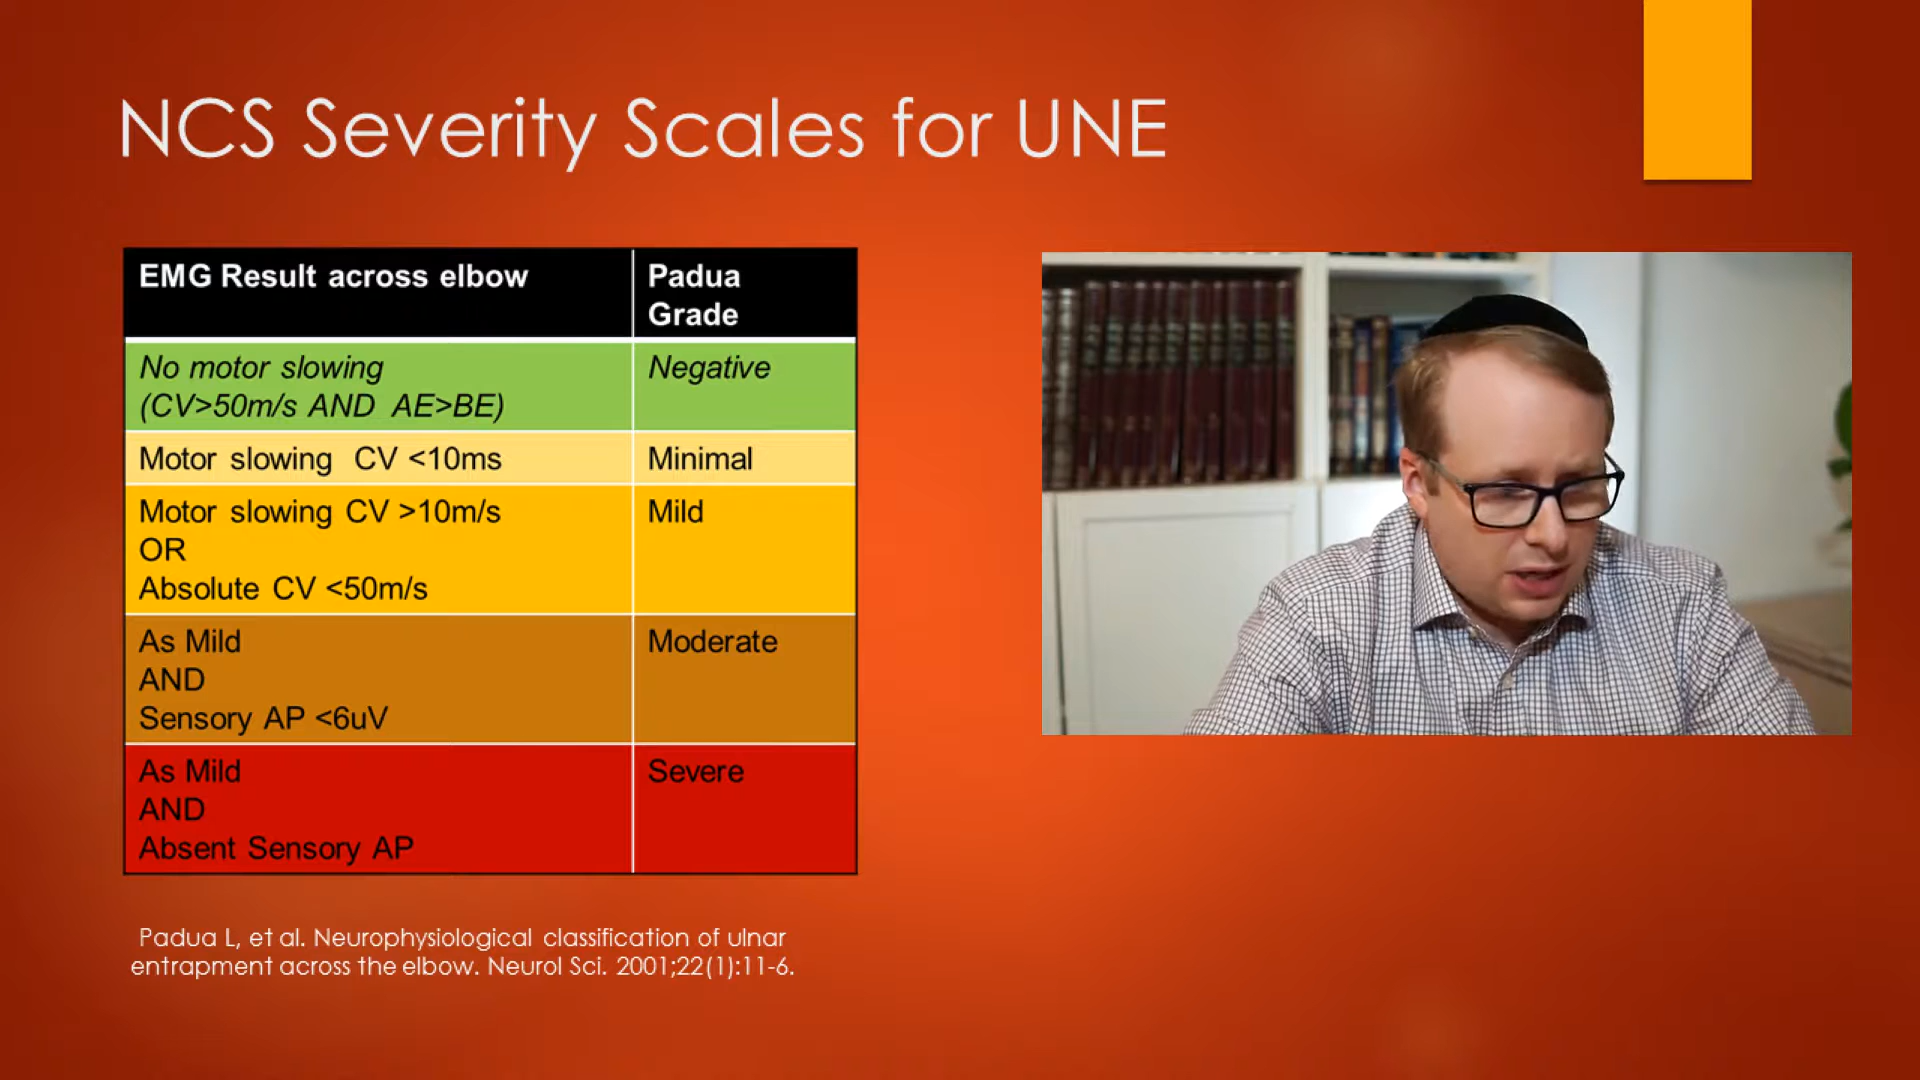 NCS Severity Scales for UNE
EMG Result across elbow
Padua
Grade
No motor slowing
(CV>50m/s AND AE>BE)
Negative
Motor slowing CV <10ms
Minimal
Motor slowing CV >10m/s
OR
Absolute CV <50m/s
Mild
As Mild
AND
Sensory AP <6uV
Moderate
As Mild
AND
Absent Sensory AP
Severe
Padua L, et al. Neurophysiological classification of ulnar
entrapment across the elbow. Neurol Sci. 2001;22(1):11-6.